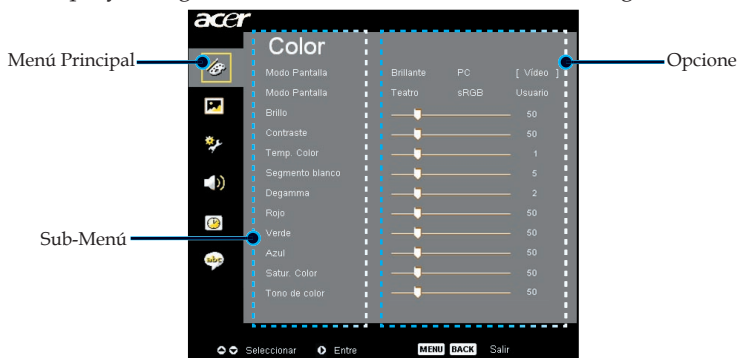 acer
Color
Menú Principal
Opcione
Modo Pantalla Brillante PC [ Vídeo ]
Modo Pantalla Teatro sRGB Usuario
Brillo 50
Contraste 50
Temp. Color 1
Segmento blanco 5
Degamma 2
Rojo 50
Verde 50
Sub-Menú
Azul 50
Satur. Color 50
Tono de color 50
abc
Seleccionar Entre MENU BACK Salir